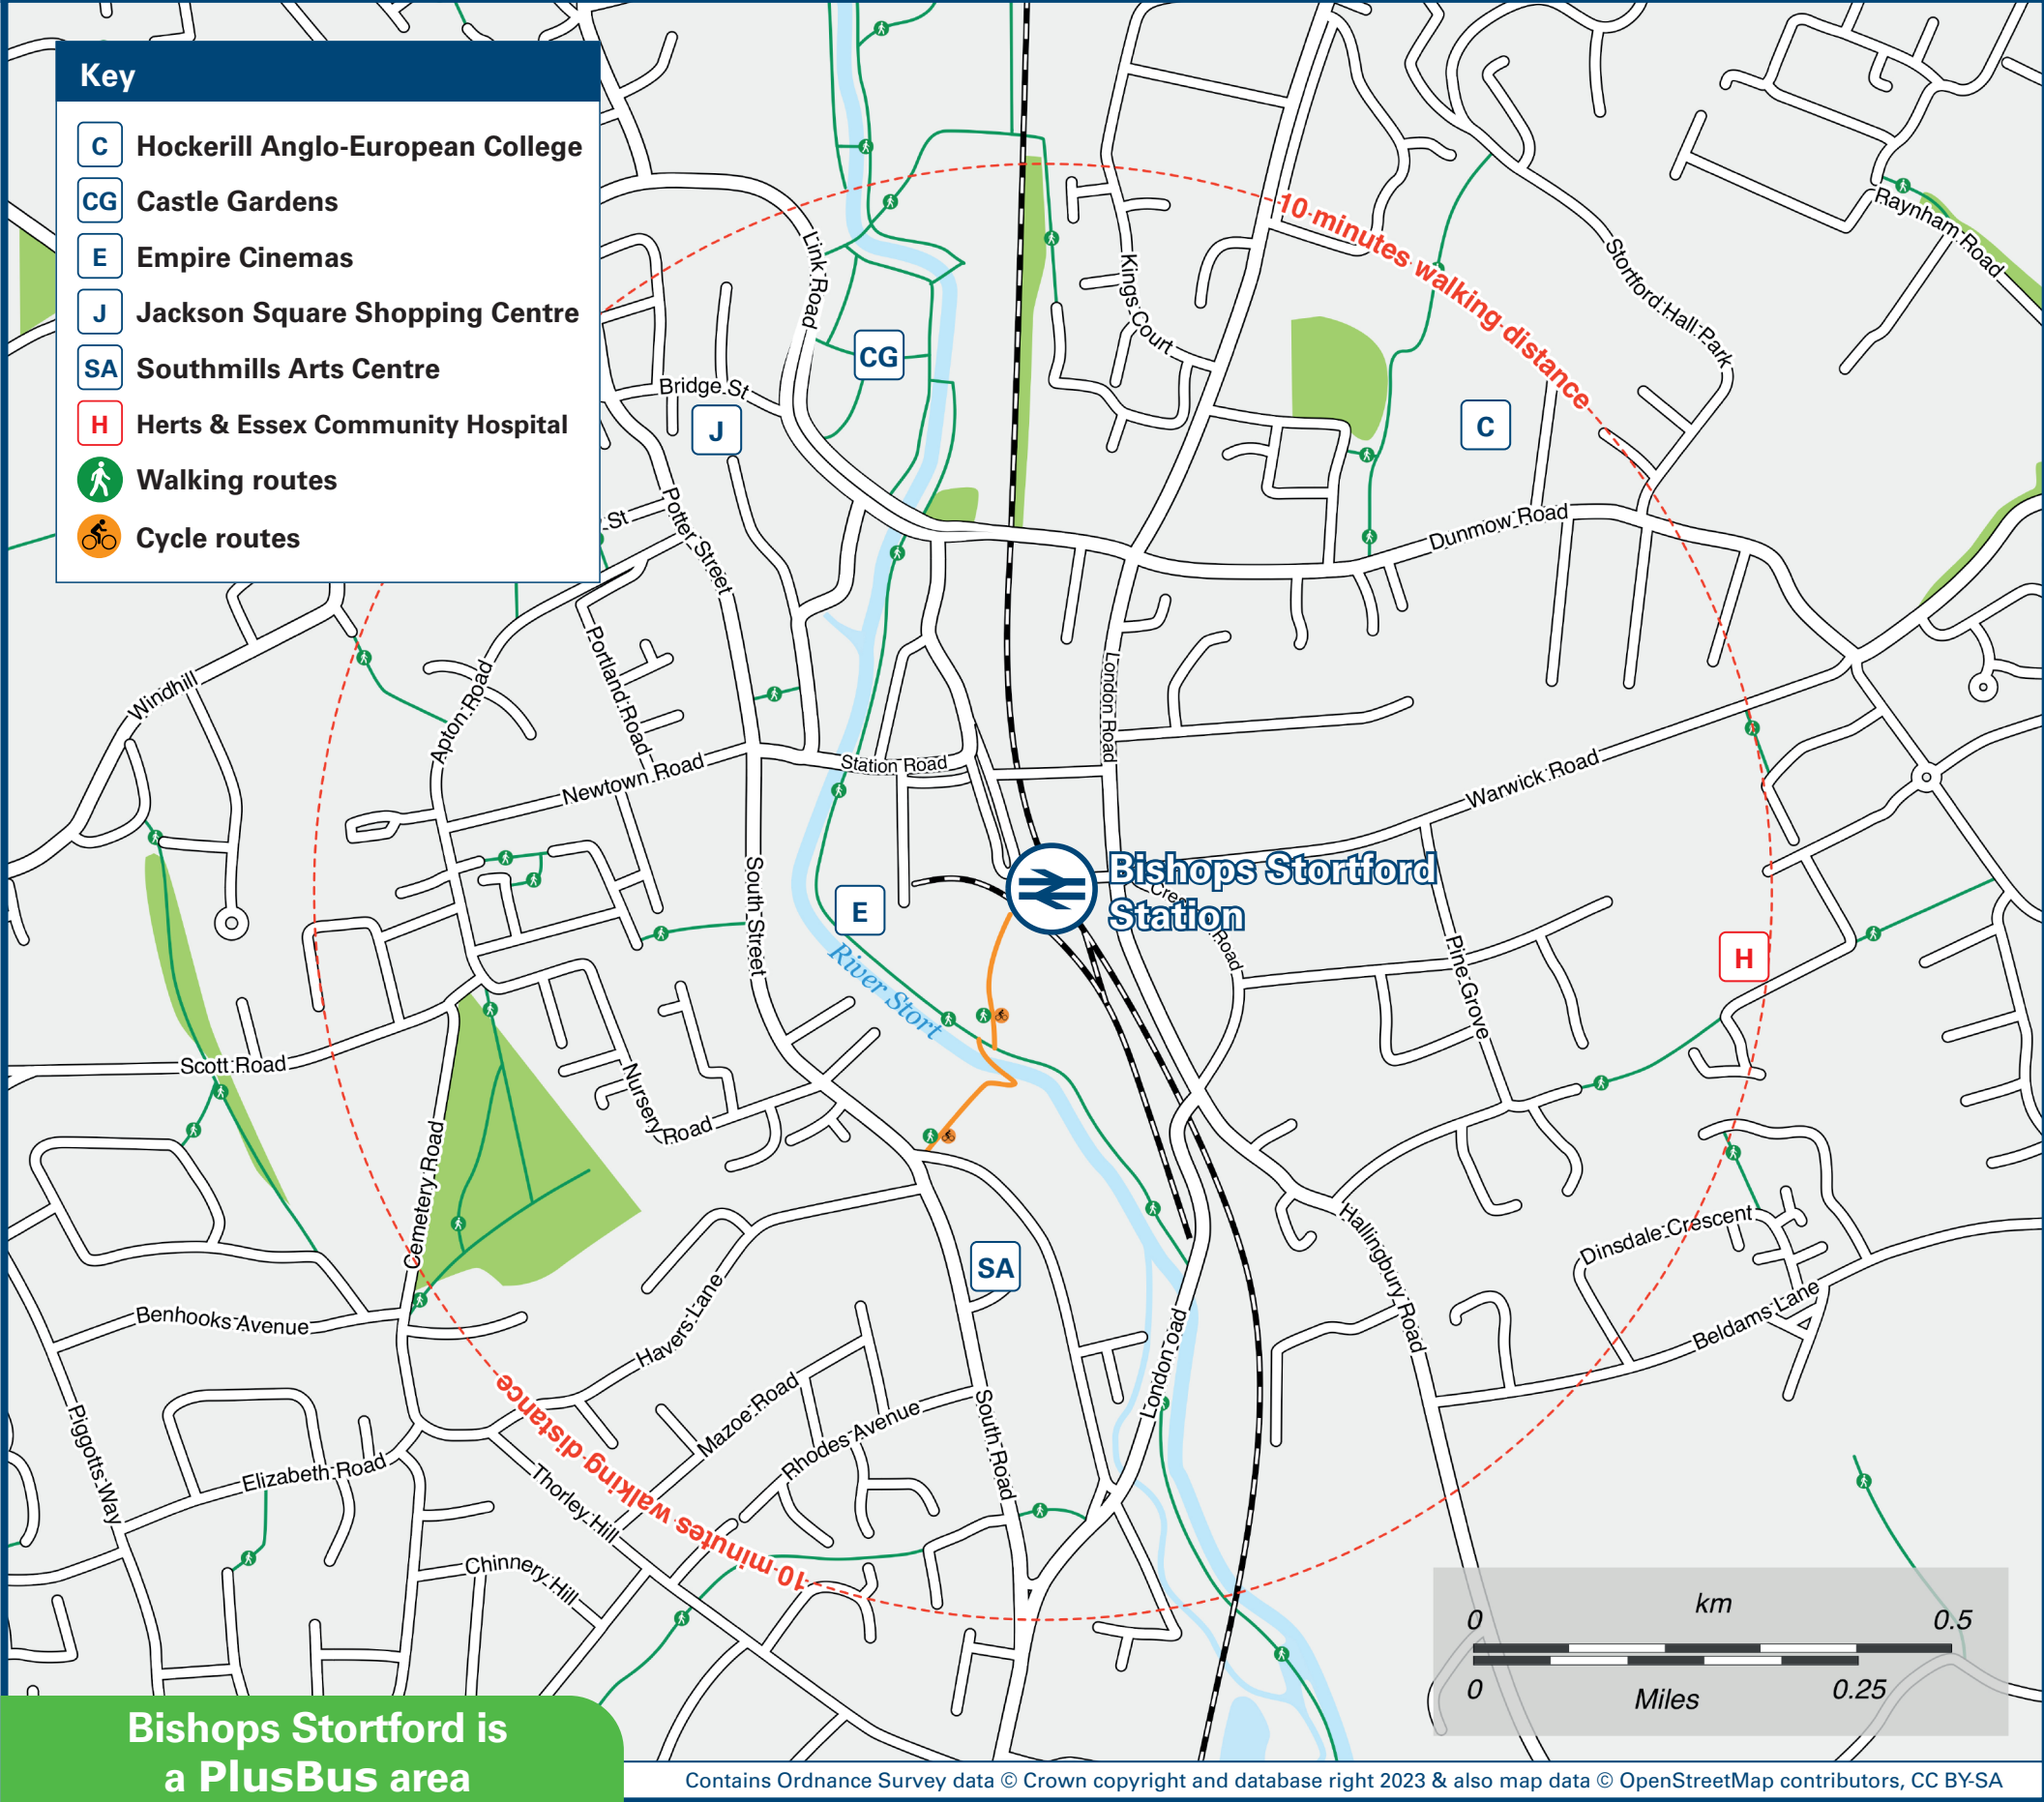 Key
C Hockerill Anglo-European College
CG Castle Gardens
E Empire Cinemas
J Jackson Square Shopping Centre
SA Southmills Arts Centre
H Herts & Essex Community Hospital
Walking routes
Cycle routes
10 minutes walking distance
Raynham Road
Link Road
Kings Court
Stortford Hall Park
CG
Bridge St
J
C
St
Potter Street
Dunmow Road
Portland Road
London Road
Windhill
Apton Road
Station Road
Newtown Road
Warwick Road
Bishops Stortford
Station
Cres
Road
E
South Street
River Stort
Pine Grove
H
Scott Road
Nursery
Road
Cemetery Road
SA
Hallingbury Road
Dinsdale Crescent
Beldams Lane
Benhooks Avenue
Havers Lane
London road
Mazoe Road
Rhodes Avenue
South Road
Piggotts Way
Elizabeth Road
Thorley Hill
10 minutes walking distance
Chinnery Hill
km
0 0.5
0 0.25
Miles
Bishops Stortford is
a PlusBus area
Contains Ordnance Survey data © Crown copyright and database right 2023 & also map data © OpenStreetMap contributors, CC BY-SA